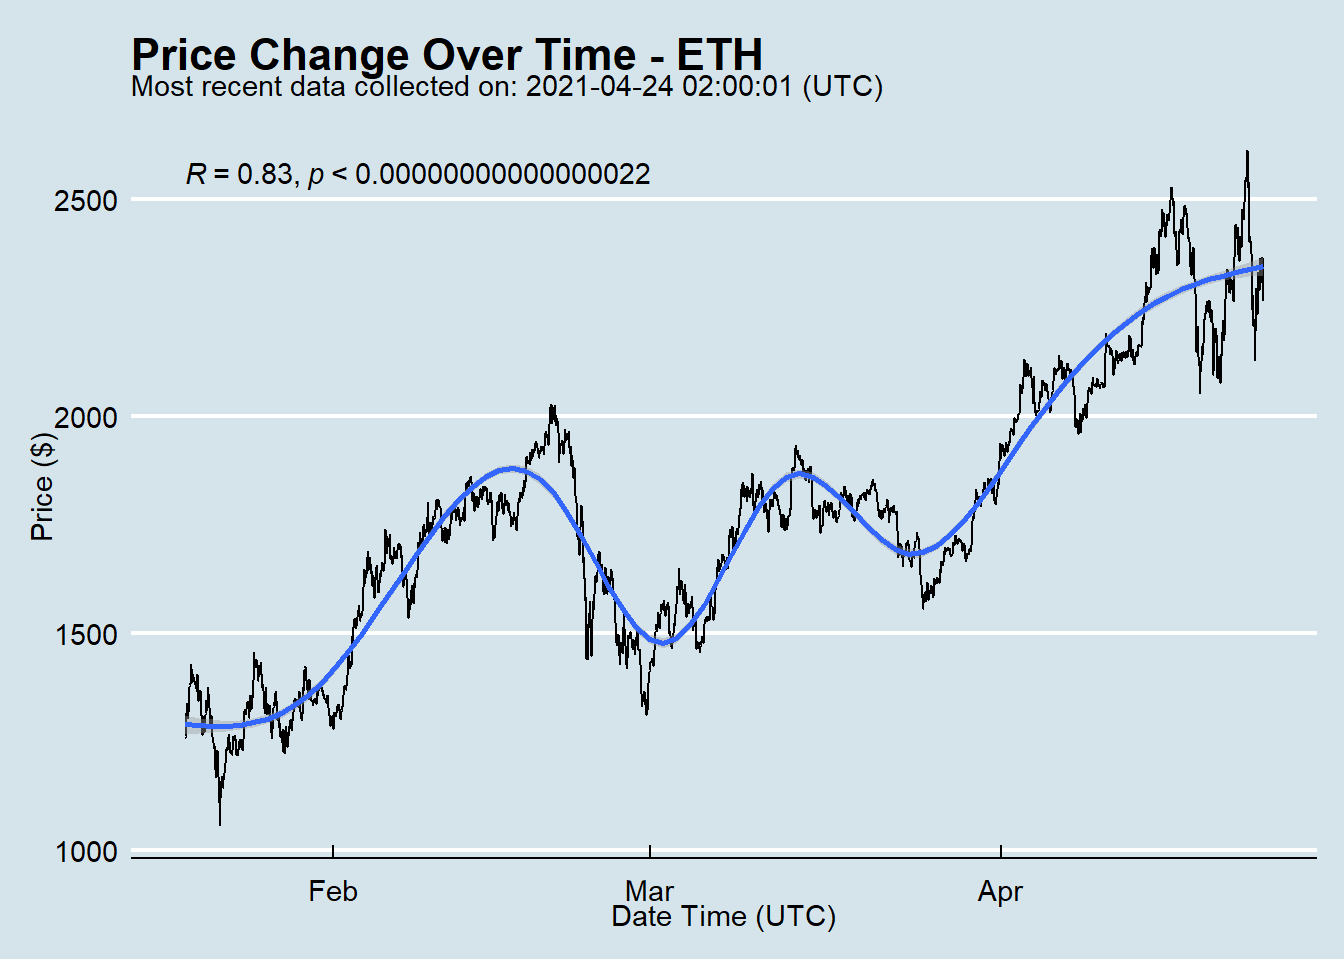 Price Change Over Time - ETH
Most recent data collected on: 2021-04-24 02:00:01 (UTC)
R = 0.83, p < 0.00000000000000022
2500
2000
1500
1000
Price ($)
Feb
Mar
Apr
Date Time (UTC)